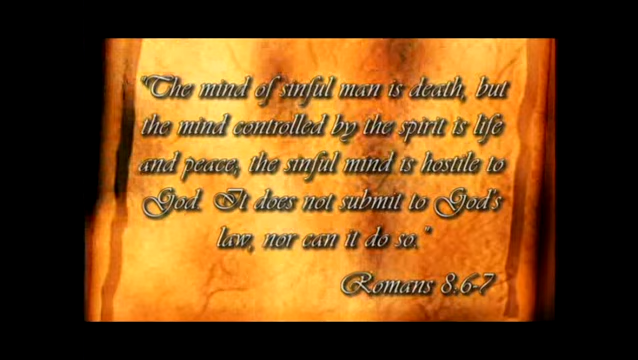 "The mind of sinful man is death, but
the mind controlled by the spirit is life
and peace; the sinful mind is hostile to
God. It does not submit to God's
law, nor can it do so."
Romans 8:6-7